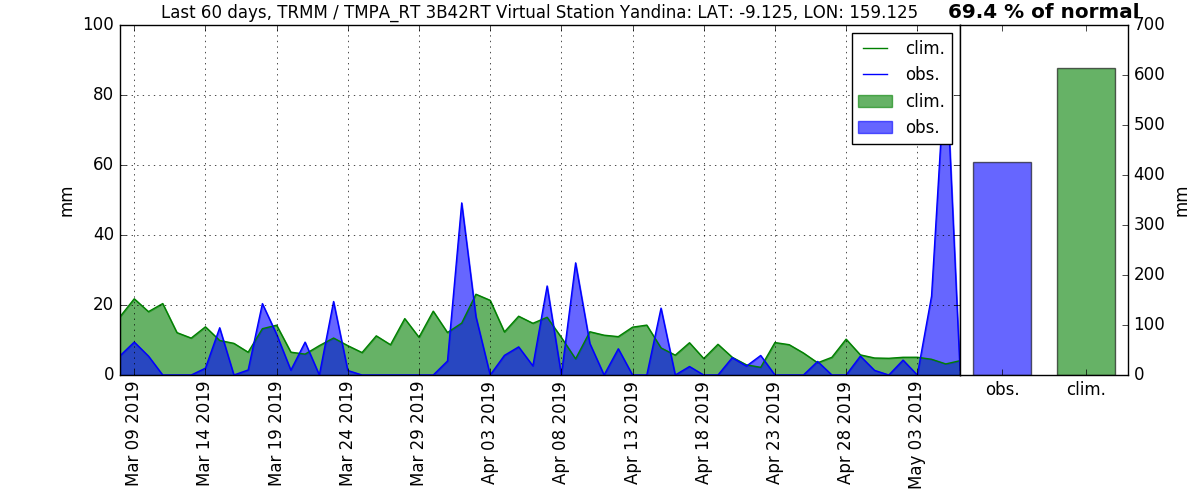 Last 60 days, TRMM / TMPA_RT 3B42RT Virtual Station Yandina: LAT: -9.125, LON: 159.125
69.4 % of normal
100
80
60
40
20
0
mm
clim.
obs.
clim.
obs.
700
600
500
400
300
200
100
0
mm
obs.
clim.
Mar 09 2019
Mar 14 2019
Mar 19 2019
Mar 24 2019
Mar 29 2019
Apr 03 2019
Apr 08 2019
Apr 13 2019
Apr 18 2019
Apr 23 2019
Apr 28 2019
May 03 2019